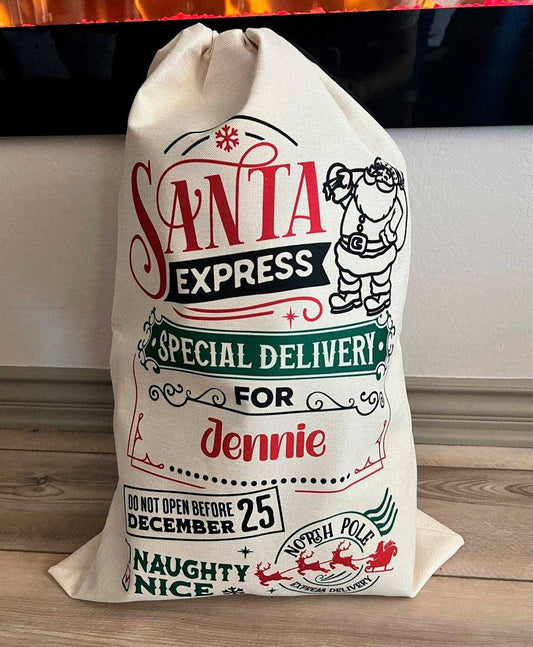 SANTA
EXPRESS
SPECIAL DELIVERY
FOR
Jennie
DO NOT OPEN BEFORE
DECEMBER 25
NAUGHTY
NICE
NORTH POLE
EXPRESS DELIVERY